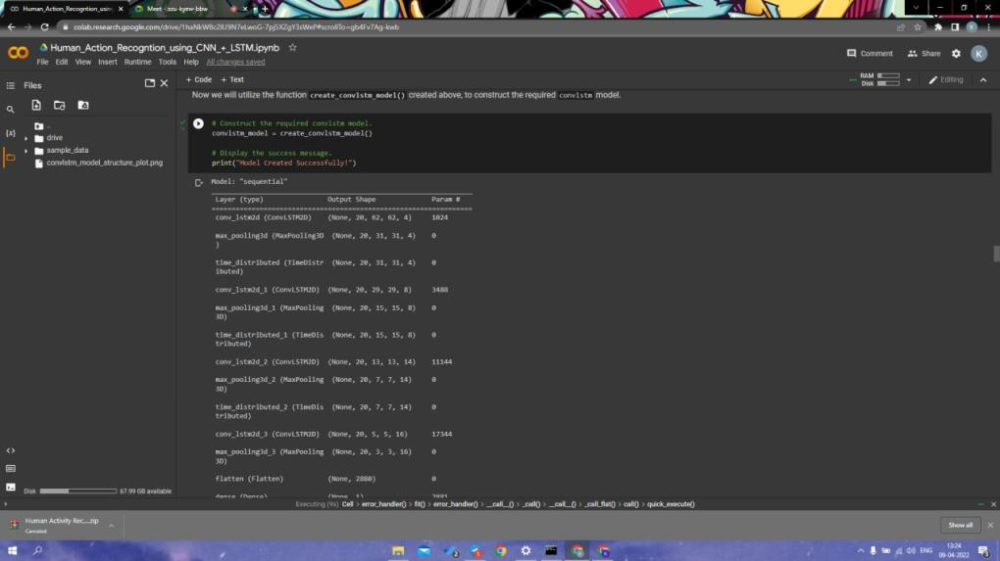 Human_Action_Recogntion_usin
Meet - zzu-kyew-bbw
colab.research.google.com/drive/1haNkW8c2IU9N7eLwoG-7pj5XZgY3sWeP#scrollTo=gb4Fv7Ag-kwb
Human_Action_Recogntion_using_CNN_+_LSTM.ipynb
File Edit View Insert Runtime Tools Help All changes saved
Comment Share K
Files
+ Code + Text
RAM
Disk
Editing
Now we will utilize the function create_convlstm_model() created above, to construct the required convlstm model.
..
drive
sample_data
convlstm_model_structure_plot.png
# Construct the required convlstm model.
convlstm_model = create_convlstm_model()
# Display the success message.
print("Model Created Successfully!")
Model: "sequential"
Layer (type) Output Shape Param #
conv_lstm2d (ConvLSTM2D) (None, 20, 62, 62, 4) 1024
max_pooling3d (MaxPooling3D (None, 20, 31, 31, 4) 0
)
time_distributed (TimeDistr (None, 20, 31, 31, 4) 0
ibuted)
conv_lstm2d_1 (ConvLSTM2D) (None, 20, 29, 29, 8) 3488
max_pooling3d_1 (MaxPooling (None, 20, 15, 15, 8) 0
3D)
time_distributed_1 (TimeDis (None, 20, 15, 15, 8) 0
tributed)
conv_lstm2d_2 (ConvLSTM2D) (None, 20, 13, 13, 14) 11144
max_pooling3d_2 (MaxPooling (None, 20, 7, 7, 14) 0
3D)
time_distributed_2 (TimeDis (None, 20, 7, 7, 14) 0
tributed)
conv_lstm2d_3 (ConvLSTM2D) (None, 20, 5, 5, 16) 17344
max_pooling3d_3 (MaxPooling (None, 20, 3, 3, 16) 0
3D)
flatten (Flatten) (None, 2880) 0
dense (Dense) (None, 1) 2881
Disk 67.99 GB available
Executing (9s) Cell > error_handler() > fit() > error_handler() > __call__() > _call() > __call__() > _call_flat() > call() > quick_execute()
Human Activity Rec....zip
Canceled
Show all
ENG
13:24
09-04-2022